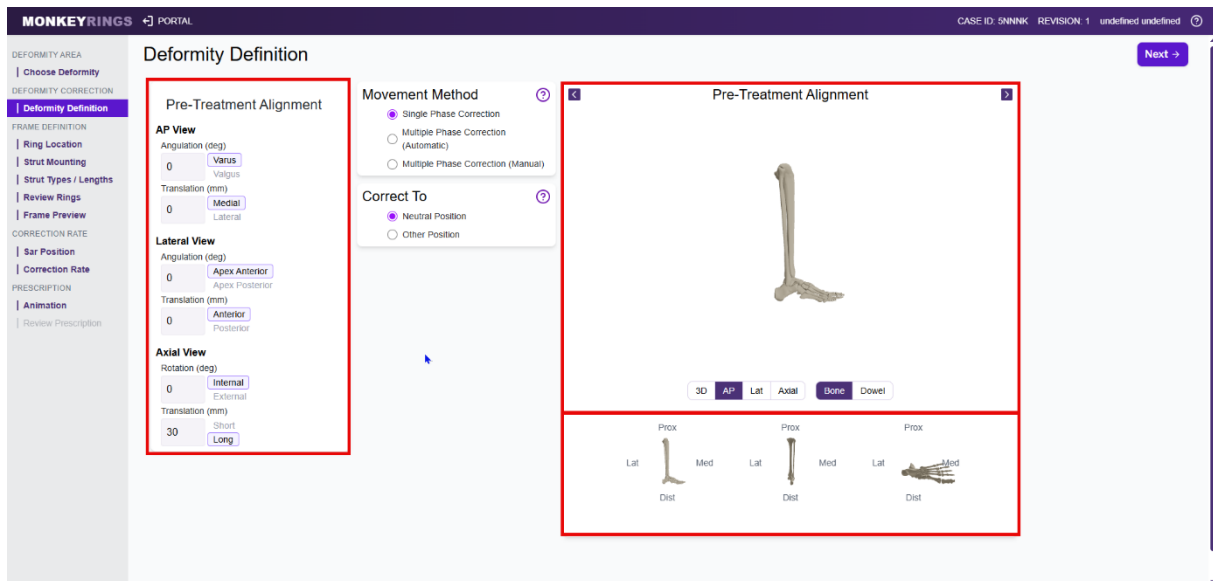 MONKEYRINGS PORTAL CASE ID: 5NNNK REVISION: 1 undefined undefined ?
DEFORMITY AREA
Choose Deformity
DEFORMITY CORRECTION
Deformity Definition
FRAME DEFINITION
Ring Location
Strut Mounting
Strut Types / Lengths
Review Rings
Frame Preview
CORRECTION RATE
Sar Position
Correction Rate
PRESCRIPTION
Animation
Review Prescription
Deformity Definition
Next →
Pre-Treatment Alignment
AP View
Angulation (deg)
0 Varus
Valgus
Translation (mm)
0 Medial
Lateral
Lateral View
Angulation (deg)
0 Apex Anterior
Apex Posterior
Translation (mm)
0 Anterior
Posterior
Axial View
Rotation (deg)
0 Internal
External
Translation (mm)
30 Short
Long
Movement Method ?
Single Phase Correction
Multiple Phase Correction
(Automatic)
Multiple Phase Correction (Manual)
Correct To ?
Neutral Position
Other Position
< Pre-Treatment Alignment >
3D AP Lat Axial Bone Dowel
Prox Prox Prox
Lat Med Lat Med Lat Med
Dist Dist Dist